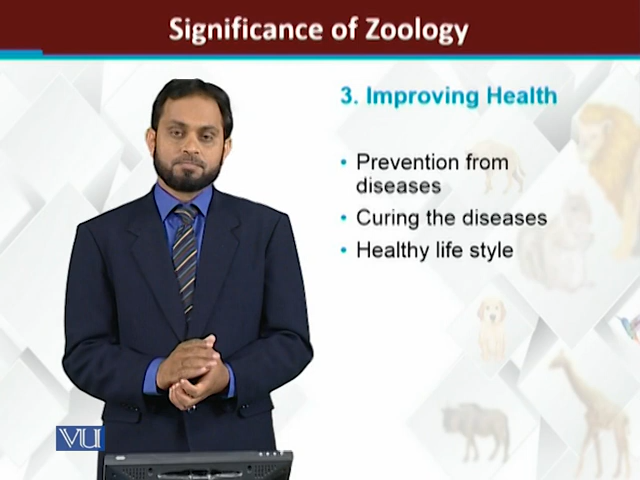 Significance of Zoology
3. Improving Health
• Prevention from
diseases
• Curing the diseases
• Healthy life style
VU